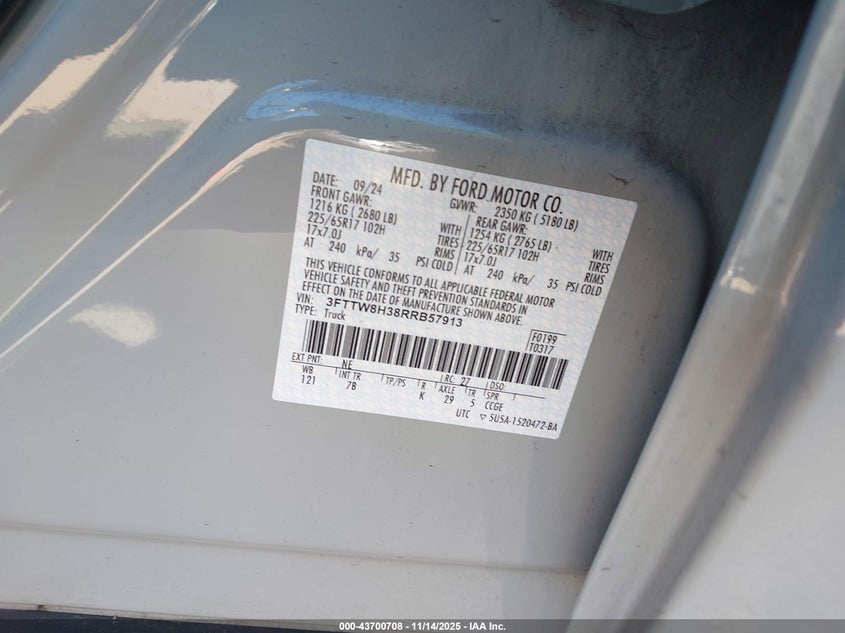 MFD. BY FORD MOTOR CO.
DATE: 09/24 GVWR: 2350 KG ( 5180 LB)
FRONT GAWR: REAR GAWR:
1216 KG ( 2680 LB) WITH 1254 KG ( 2765 LB) WITH
225/65R17 102H TIRES 225/65R17 102H TIRES
17x7.0J RIMS 17x7.0J RIMS
AT 240 kPa/ 35 PSI COLD AT 240 kPa/ 35 PSI COLD
THIS VEHICLE CONFORMS TO ALL APPLICABLE FEDERAL MOTOR
VEHICLE SAFETY AND THEFT PREVENTION STANDARDS IN
EFFECT ON THE DATE OF MANUFACTURE SHOWN ABOVE.
VIN: 3FTTW8H38RRB57913
TYPE: Truck
F0199
T0317
EXT PNT: NE RC: 27 DSO:
WB INT TR TP/PS R AXLE TR SPR
121 7B K 29 5 CCGE
UTC ▽ 5U5A-1520472-BA
000-43700708 - 11/14/2025 - IAA Inc.